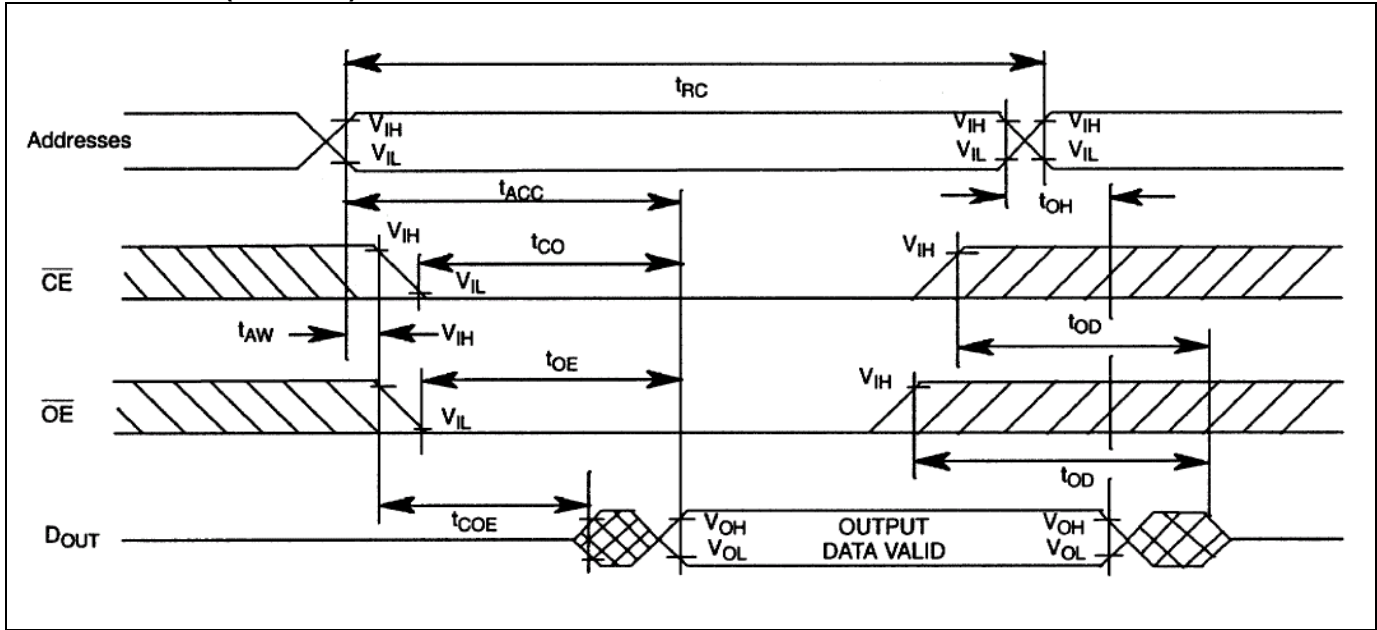 tRC
Addresses
VIH
VIL
VIH
VIL
VIH
VIL
tACC
tOH
CE
VIH
tCO
VIL
VIH
tAW
VIH
tOD
OE
tOE
VIL
VIH
tOD
DOUT
tCOE
VOH
VOL
OUTPUT
DATA VALID
VOH
VOL